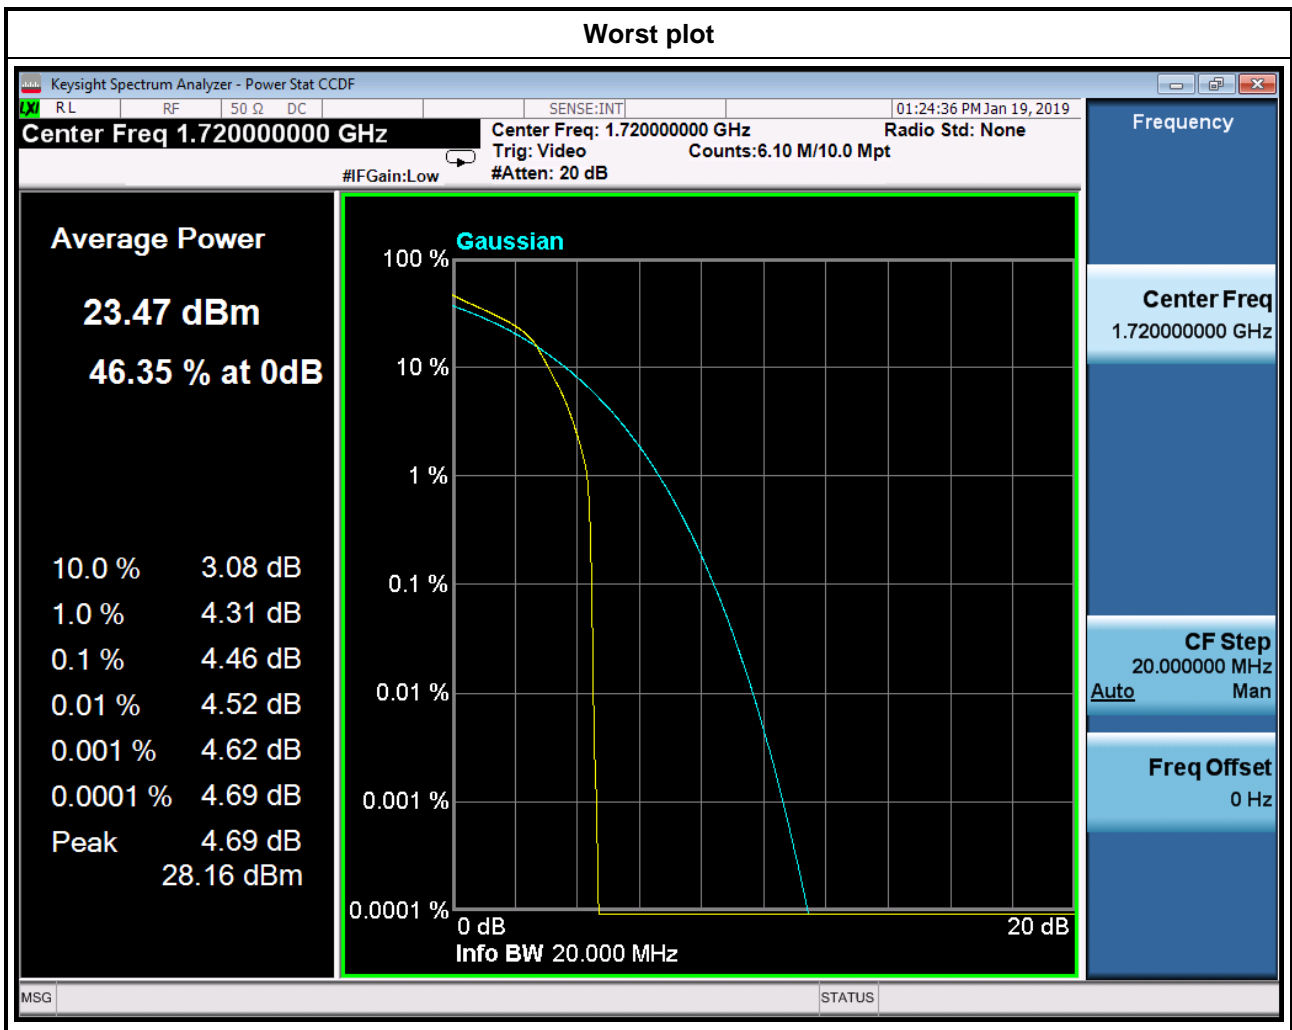 Worst plot
Keysight Spectrum Analyzer - Power Stat CCDF
LXI RL RF 50 Ω DC SENSE:INT 01:24:36 PM Jan 19, 2019
Center Freq 1.720000000 GHz
Center Freq: 1.720000000 GHz Radio Std: None
Trig: Video Counts:6.10 M/10.0 Mpt
#IFGain:Low #Atten: 20 dB
Frequency
Average Power
23.47 dBm
46.35 % at 0dB
10.0 % 3.08 dB
1.0 % 4.31 dB
0.1 % 4.46 dB
0.01 % 4.52 dB
0.001 % 4.62 dB
0.0001 % 4.69 dB
Peak 4.69 dB
28.16 dBm
Gaussian
100 %
10 %
1 %
0.1 %
0.01 %
0.001 %
0.0001 %
0 dB 20 dB
Info BW 20.000 MHz
Center Freq
1.720000000 GHz
CF Step
20.000000 MHz
Auto Man
Freq Offset
0 Hz
MSG STATUS